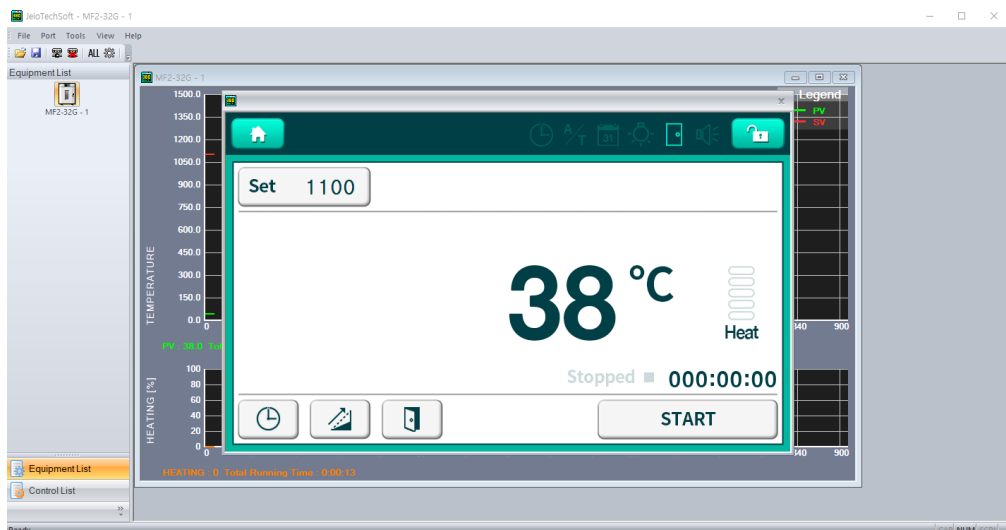 JeioTechSoft - MF2-32G - 1
File Port Tools View Help
ALL
Equipment List
MF2-32G - 1
MF2-32G - 1
Legend
PV
SV
1500.0
1350.0
1200.0
1050.0
900.0
750.0
600.0
450.0
300.0
150.0
0.0
TEMPERATURE
0
840 900
PV : 38.0
A/T
31
Set 1100
38 °C
Heat
Stopped 000:00:00
START
100
80
60
40
20
0
HEATING [%]
0
840 900
HEATING : 0 Total Running Time : 0:00:13
Equipment List
Control List
Ready
NUM